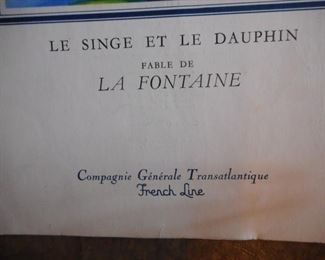 LE SINGE ET LE DAUPHIN
FABLE DE
LA FONTAINE
Compagnie Générale Transatlantique
French Line